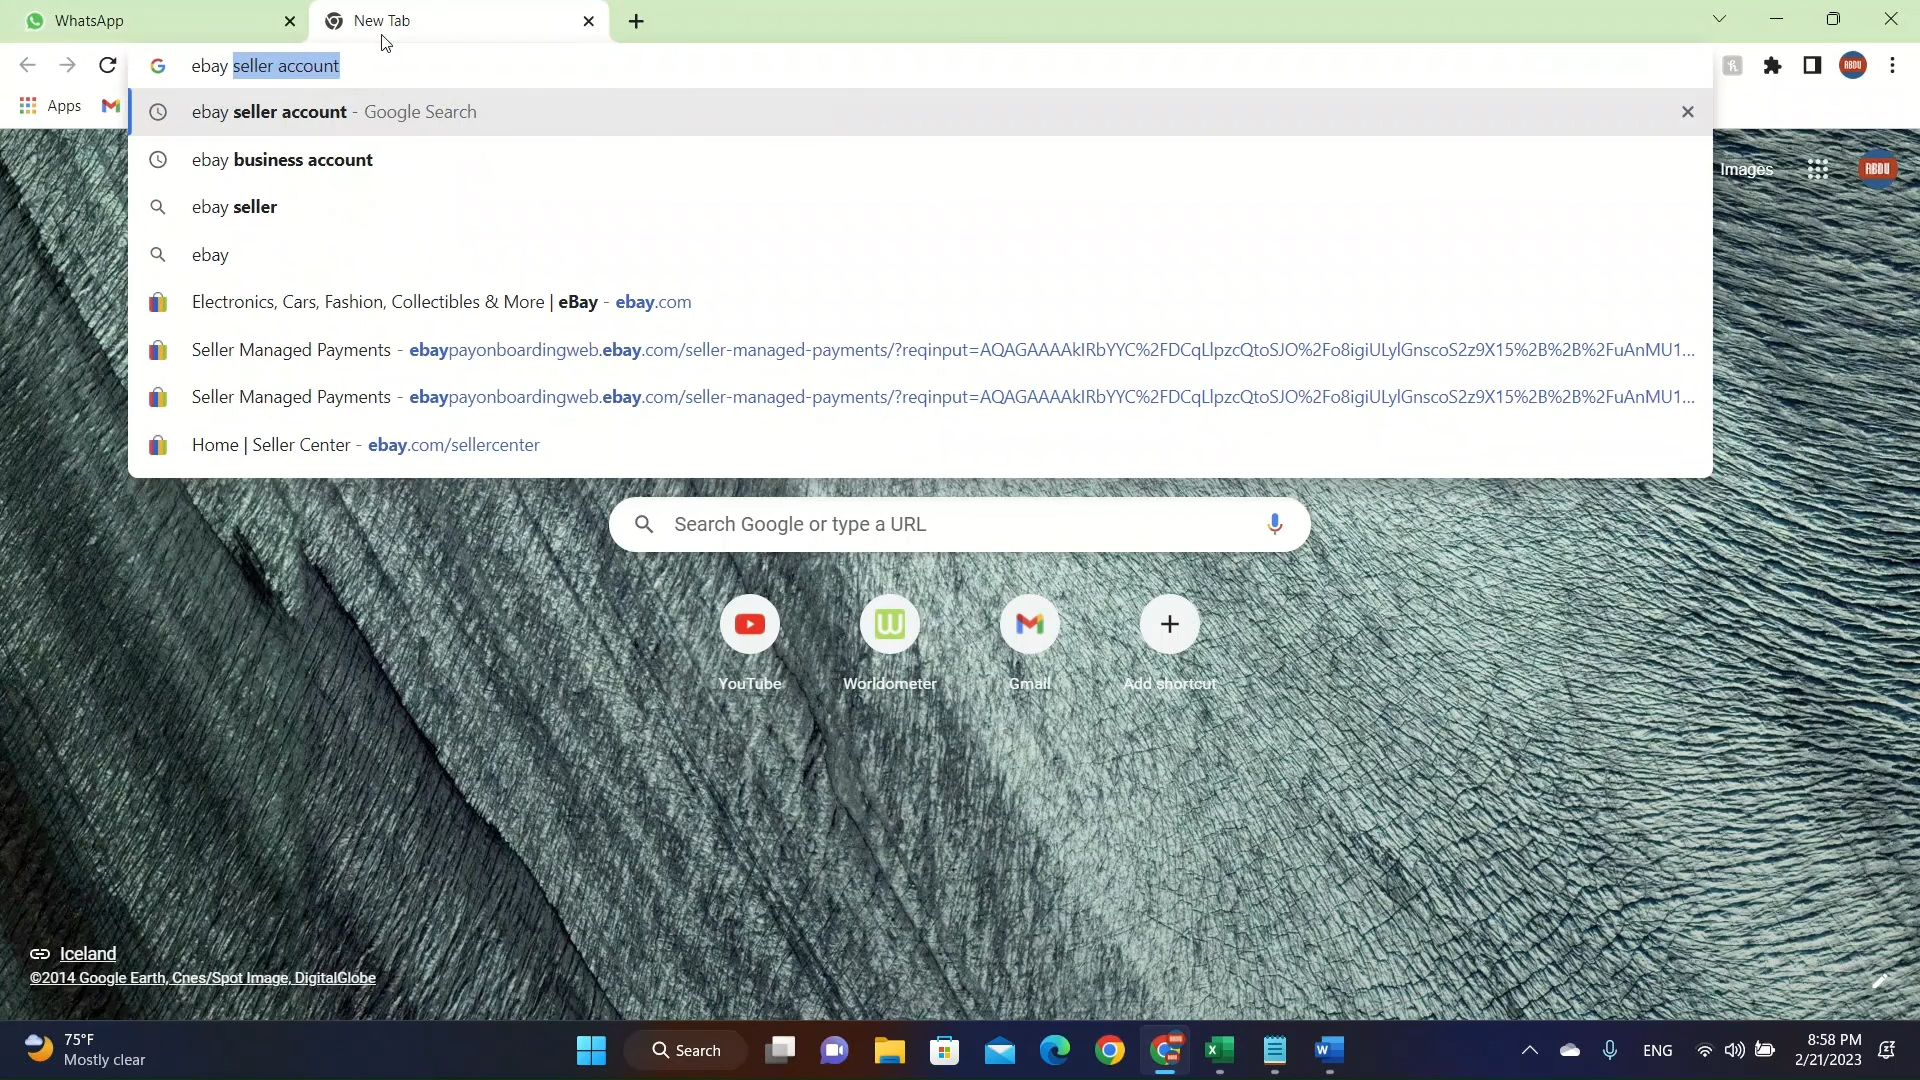 WhatsApp
New Tab
ebay seller account
Apps
ebay seller account - Google Search
ebay business account
ebay seller
ebay
Electronics, Cars, Fashion, Collectibles & More | eBay - ebay.com
Seller Managed Payments - ebaypayonboardingweb.ebay.com/seller-managed-payments/?reqinput=AQAGAAAAkIRbYYC%2FDCqLlpzcQtoSJO%2Fo8igiULylGnscoS2z9X15%2B%2B%2FuAnMU1...
Seller Managed Payments - ebaypayonboardingweb.ebay.com/seller-managed-payments/?reqinput=AQAGAAAAkIRbYYC%2FDCqLlpzcQtoSJO%2Fo8igiULylGnscoS2z9X15%2B%2B%2FuAnMU1...
Home | Seller Center - ebay.com/sellercenter
Images
ABDU
ABDU
Search Google or type a URL
YouTube
Worldometer
Gmail
Add shortcut
Iceland
©2014 Google Earth, Cnes/Spot Image, DigitalGlobe
75°F
Mostly clear
Search
ENG
8:58 PM
2/21/2023